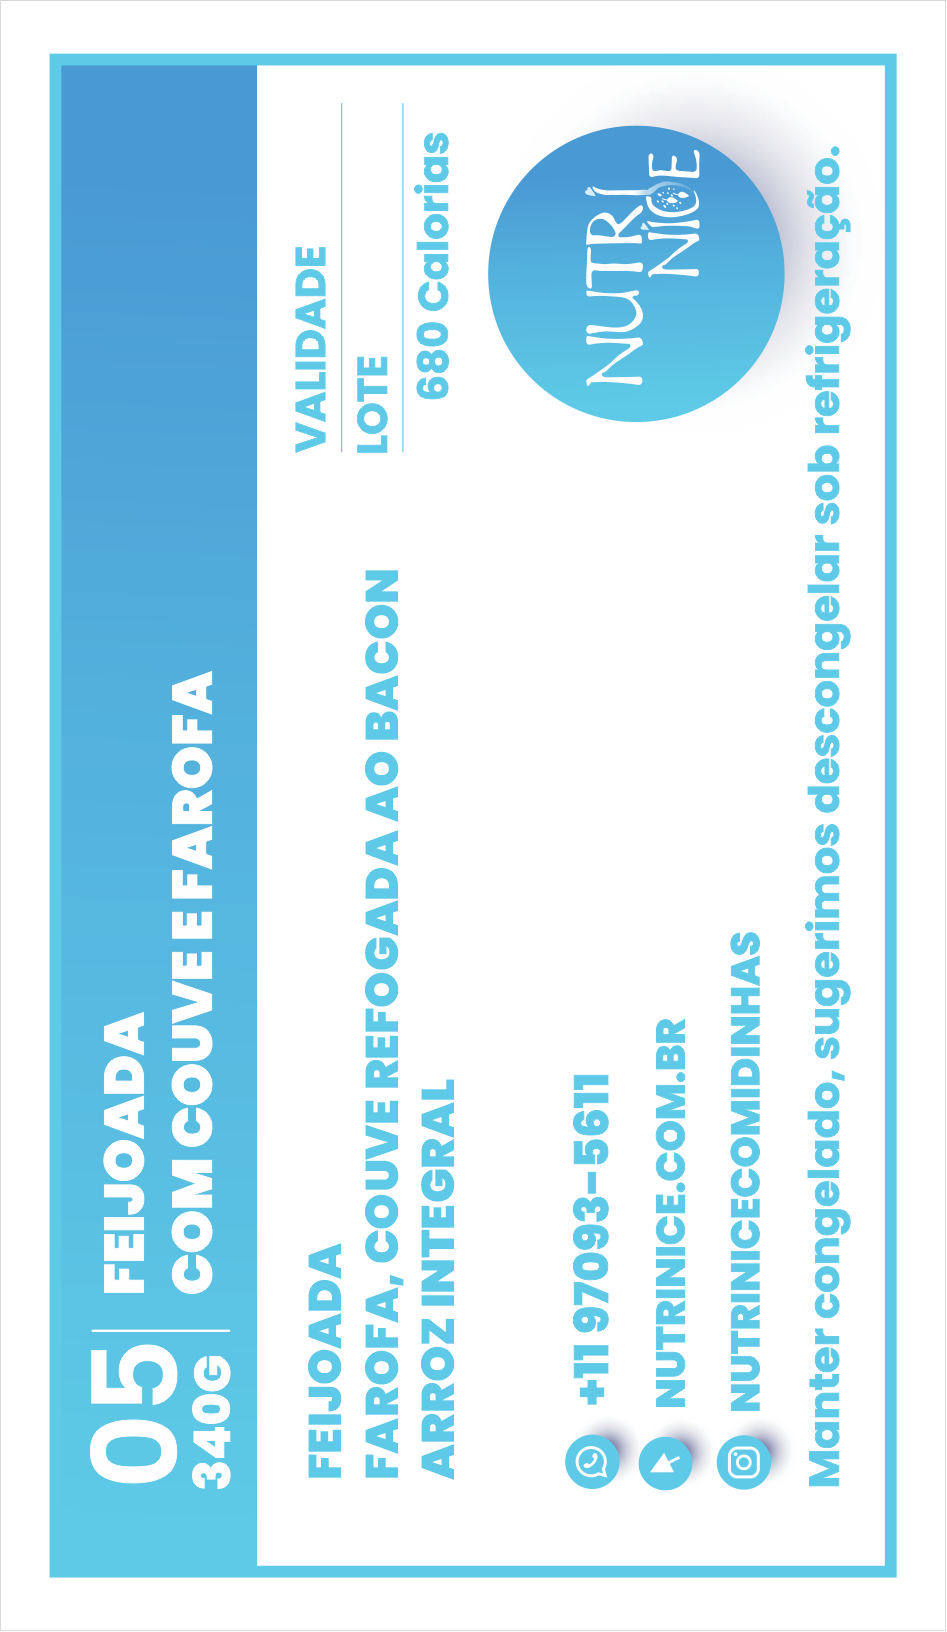 05
340G
FEIJOADA
COM COUVE E FAROFA
FEIJOADA
FAROFA, COUVE REFOGADA AO BACON
ARROZ INTEGRAL
VALIDADE
LOTE
680 Calorias
+11 97093-5611
NUTRINICE.COM.BR
NUTRINICECOMIDINHAS
NUTRI
NICE
Manter congelado, sugerimos descongelar sob refrigeração.